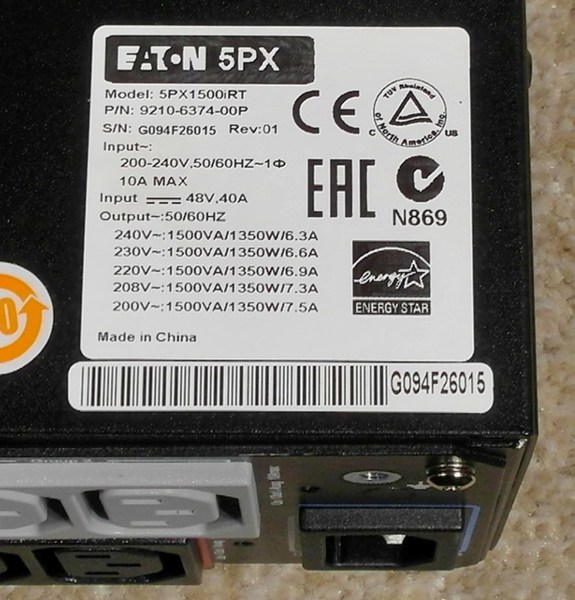 EATON 5PX
Model: 5PX1500iRT
P/N: 9210-6374-00P
S/N: G094F26015 Rev:01
Input~:
200-240V,50/60HZ~1Φ
10A MAX
Input ⎓ 48V,40A
Output~:50/60HZ
240V~:1500VA/1350W/6.3A
230V~:1500VA/1350W/6.6A
220V~:1500VA/1350W/6.9A
208V~:1500VA/1350W/7.3A
200V~:1500VA/1350W/7.5A
Made in China
CE
TUV Rheinland
of North America, Inc.
C US
EAC
N869
energy
ENERGY STAR
G094F26015
0